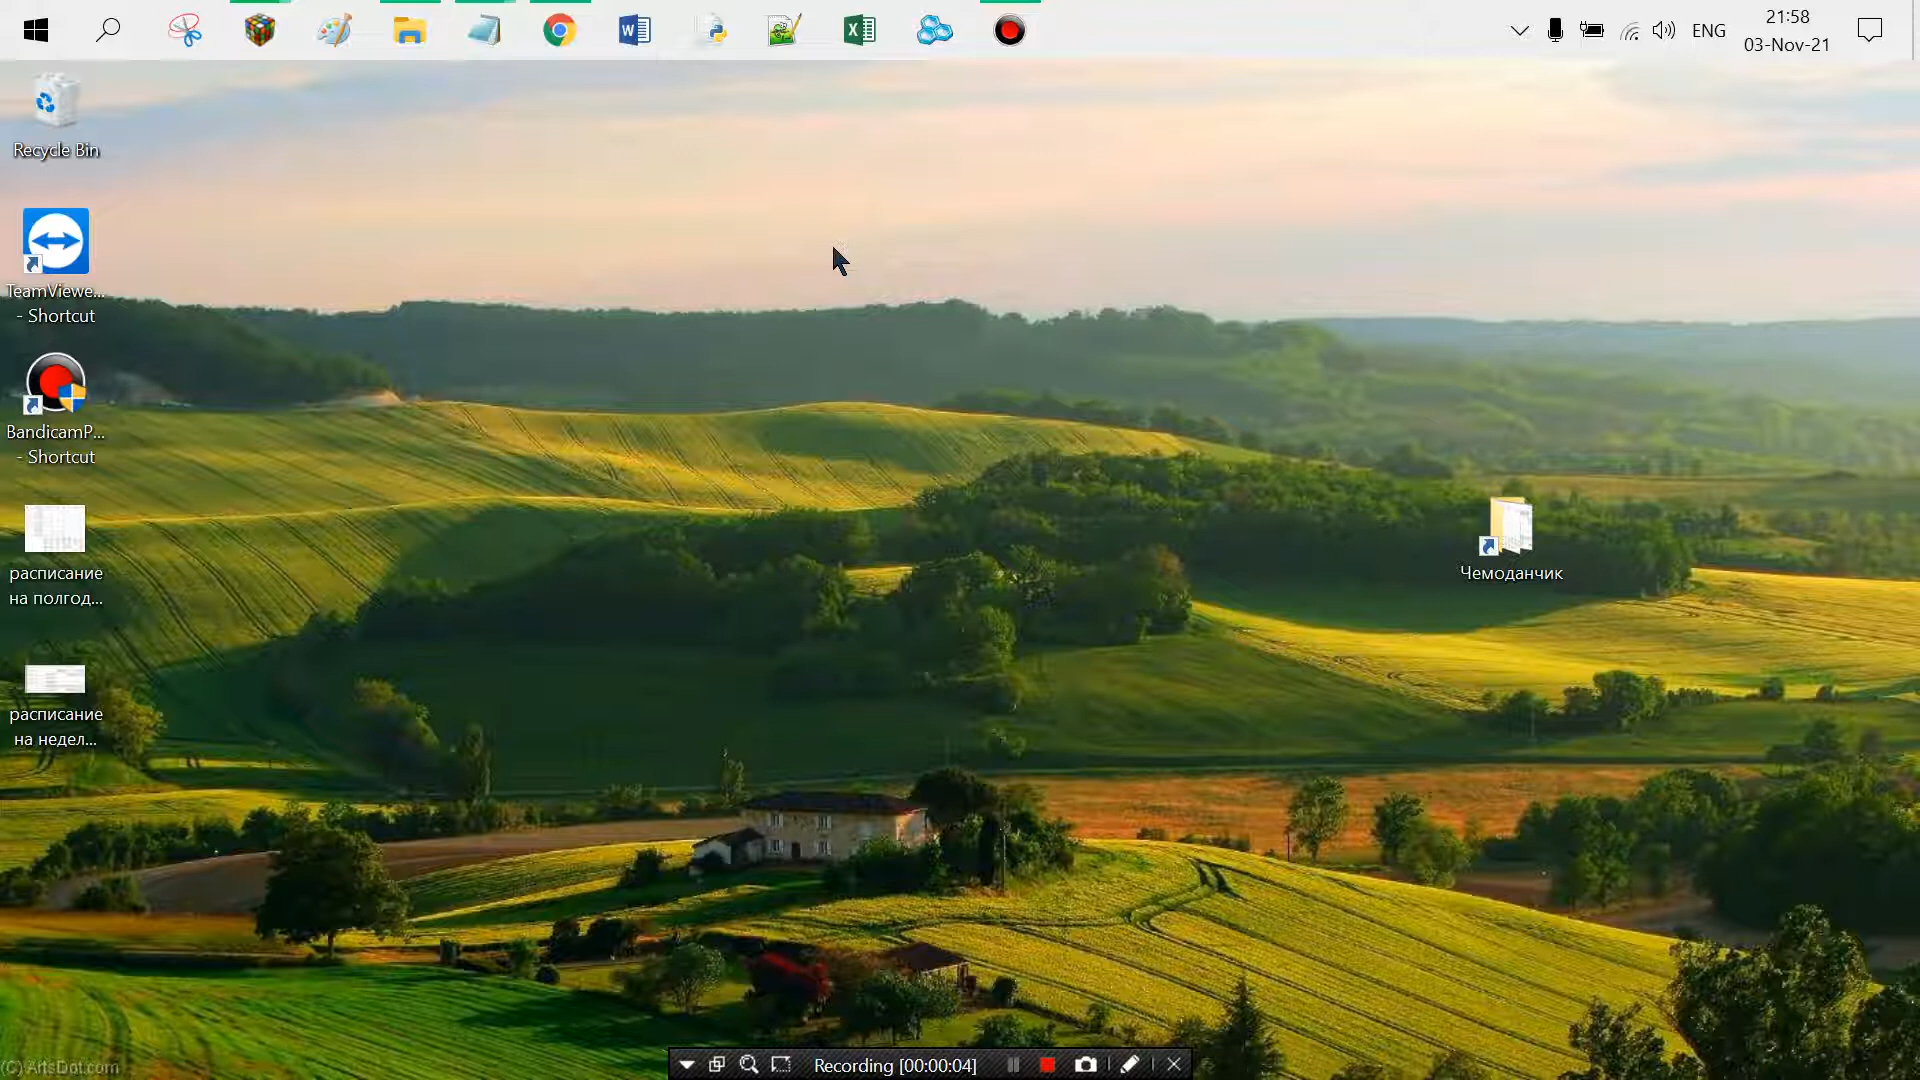 ENG
21:58
03-Nov-21
Recycle Bin
TeamViewe...
- Shortcut
BandicamP...
- Shortcut
расписание
на полгод...
расписание
на недел...
Чемоданчик
(C) ArtsDot.com
Recording [00:00:04]